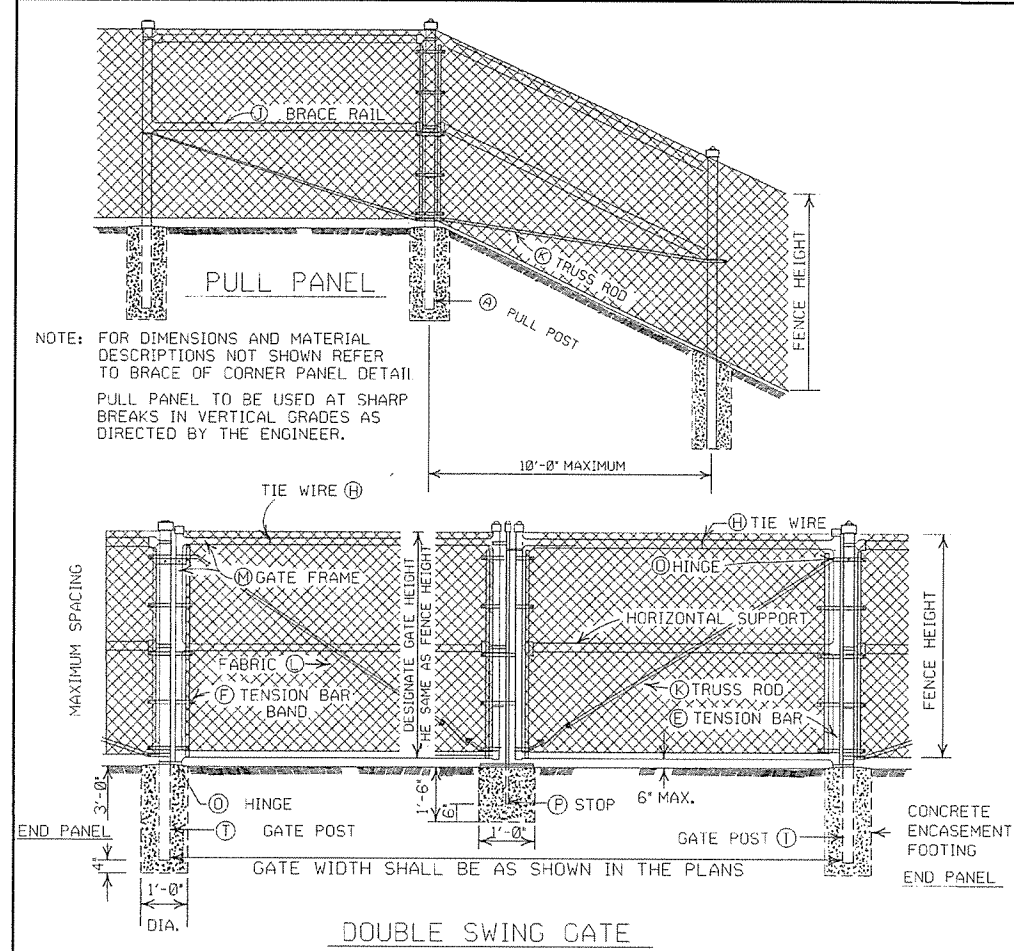 Ⓙ BRACE RAIL
Ⓚ TRUSS ROD
FENCE HEIGHT
PULL PANEL
Ⓐ PULL POST
NOTE: FOR DIMENSIONS AND MATERIAL
DESCRIPTIONS NOT SHOWN REFER
TO BRACE OF CORNER PANEL DETAIL
PULL PANEL TO BE USED AT SHARP
BREAKS IN VERTICAL GRADES AS
DIRECTED BY THE ENGINEER.
10'-0" MAXIMUM
TIE WIRE Ⓗ
Ⓗ TIE WIRE
Ⓞ HINGE
Ⓜ GATE FRAME
MAXIMUM SPACING
DESIGNATE GATE HEIGHT
THE SAME AS FENCE HEIGHT
HORIZONTAL SUPPORT
FENCE HEIGHT
FABRIC Ⓛ
Ⓕ TENSION BAR
BAND
Ⓚ TRUSS ROD
Ⓔ TENSION BAR
3'-0"
1'-6"
6"
6" MAX.
Ⓞ HINGE
Ⓟ STOP
END PANEL
Ⓣ GATE POST
1'-0"
GATE POST Ⓘ
CONCRETE
ENCASEMENT
FOOTING
4"
GATE WIDTH SHALL BE AS SHOWN IN THE PLANS
END PANEL
1'-0"
DIA.
DOUBLE SWING GATE